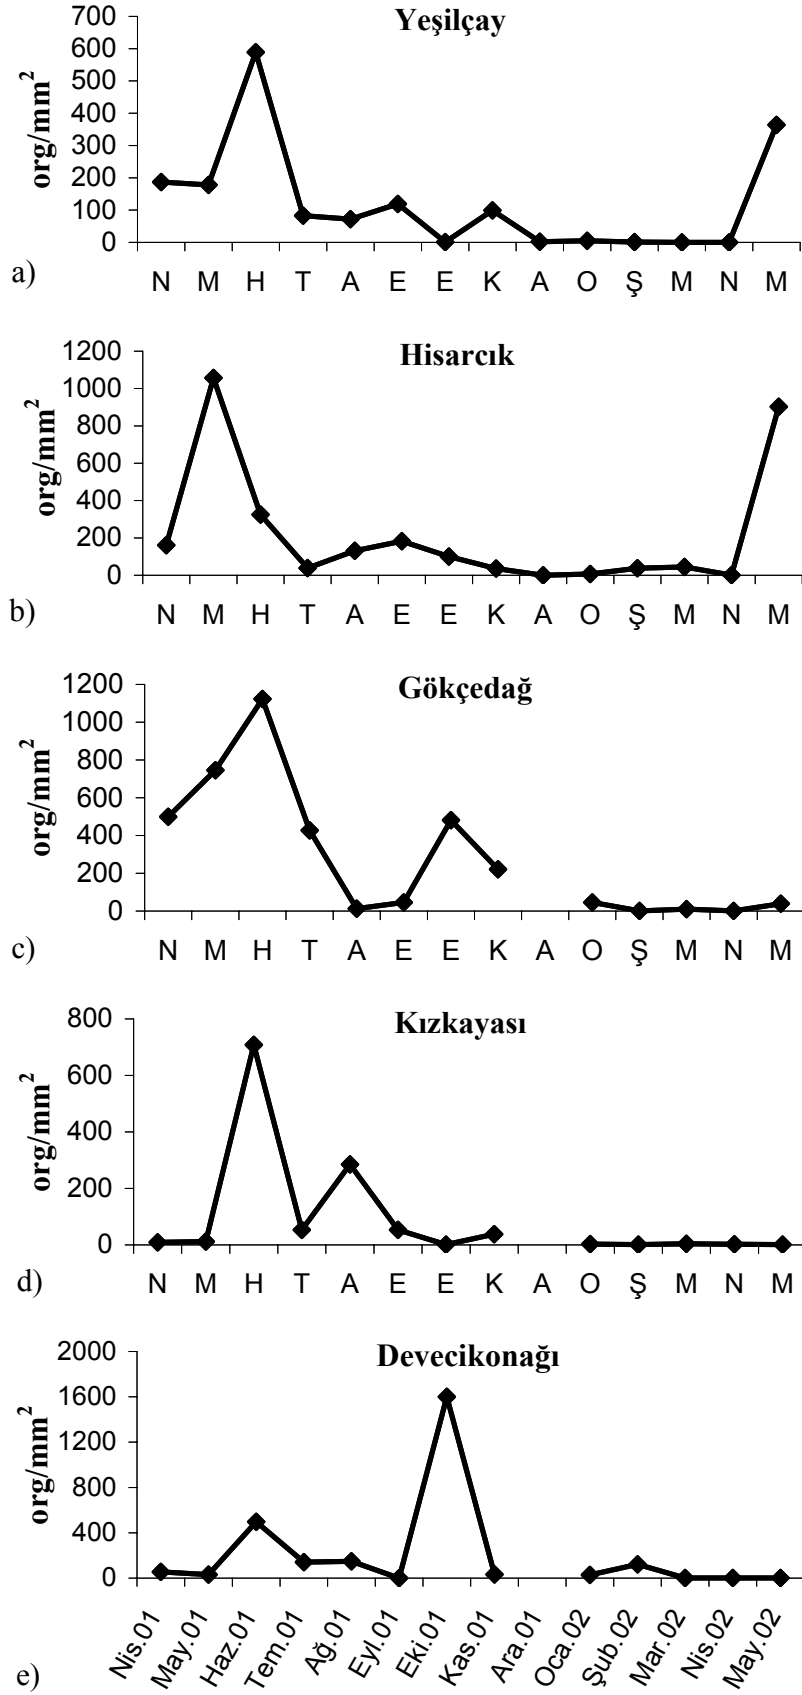 Yeşilçay
org/mm²
700
600
500
400
300
200
100
0
N M H T A E E K A O Ş M N M
a)
Hisarcık
org/mm²
1200
1000
800
600
400
200
0
N M H T A E E K A O Ş M N M
b)
Gökçedağ
org/mm²
1200
1000
800
600
400
200
0
N M H T A E E K A O Ş M N M
c)
Kızkayası
org/mm²
800
600
400
200
0
N M H T A E E K A O Ş M N M
d)
Devecikonağı
org/mm²
2000
1600
1200
800
400
0
Nis.01 May.01 Haz.01 Tem.01 Ağ.01 Eyl.01 Eki.01 Kas.01 Ara.01 Oca.02 Şub.02 Mar.02 Nis.02 May.02
e)